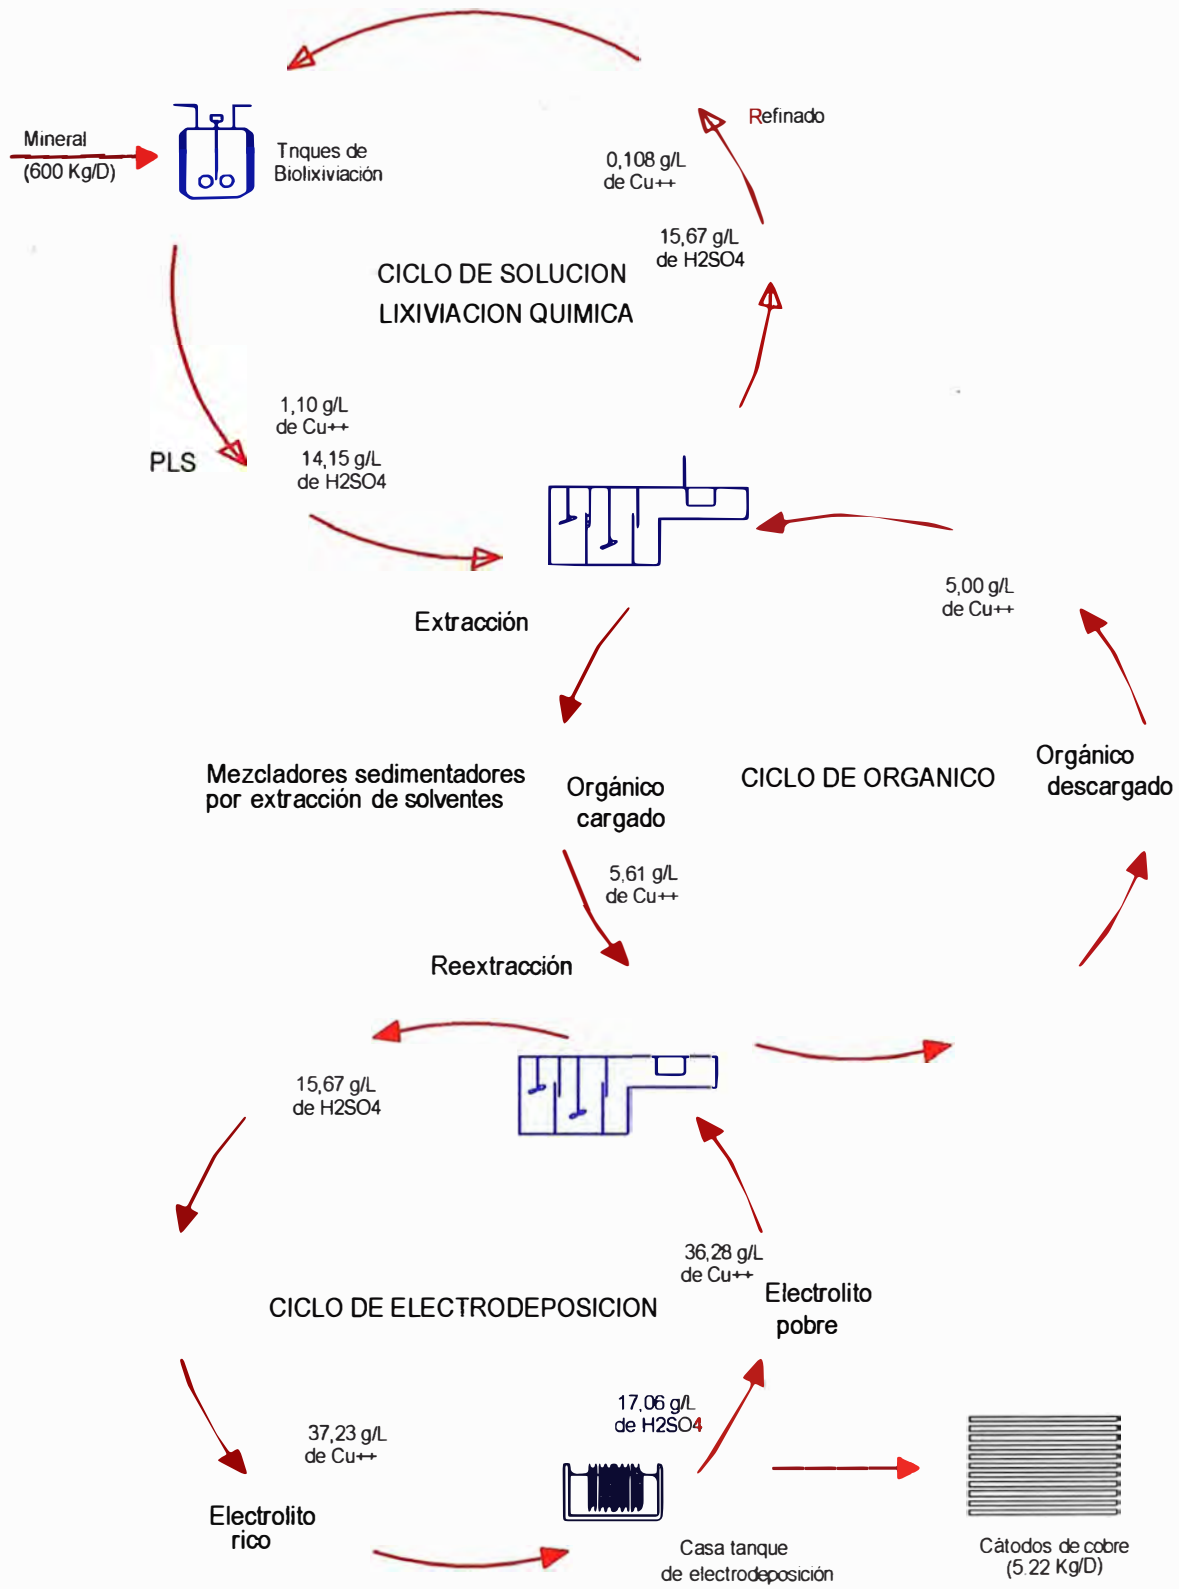 Refinado
Mineral
(600 Kg/D)
Tnques de
Biolixiviación
0,108 g/L
de Cu++
15,67 g/L
de H2SO4
CICLO DE SOLUCION
LIXIVIACION QUIMICA
1,10 g/L
de Cu++
PLS
14,15 g/L
de H2SO4
5,00 g/L
de Cu++
Extracción
Mezcladores sedimentadores
por extracción de solventes
Orgánico
cargado
CICLO DE ORGANICO
Orgánico
descargado
5,61 g/L
de Cu++
Reextracción
15,67 g/L
de H2SO4
36,28 g/L
de Cu++
CICLO DE ELECTRODEPOSICION
Electrolito
pobre
17,06 g/L
de H2SO4
37,23 g/L
de Cu++
Electrolito
rico
Casa tanque
de electrodeposición
Cátodos de cobre
(5.22 Kg/D)